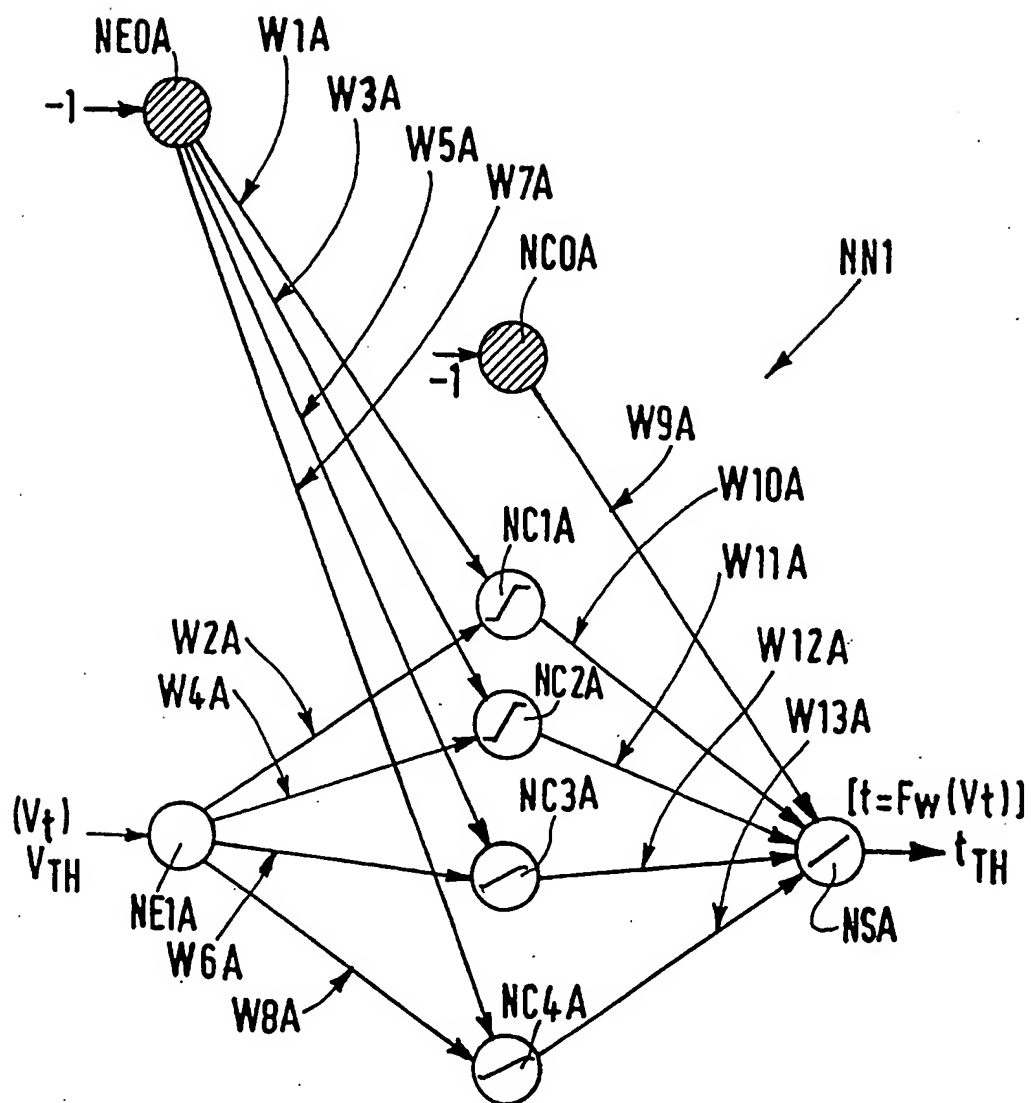 NE0A
W1A
W3A
-1
W5A
W7A
NC0A
NN1
-1
W9A
W10A
NC1A
W11A
W2A
W12A
W4A
NC2A
W13A
(Vt)
NC3A
[t=Fw(Vt)]
VTH
tTH
NE1A
NSA
W6A
W8A
NC4A